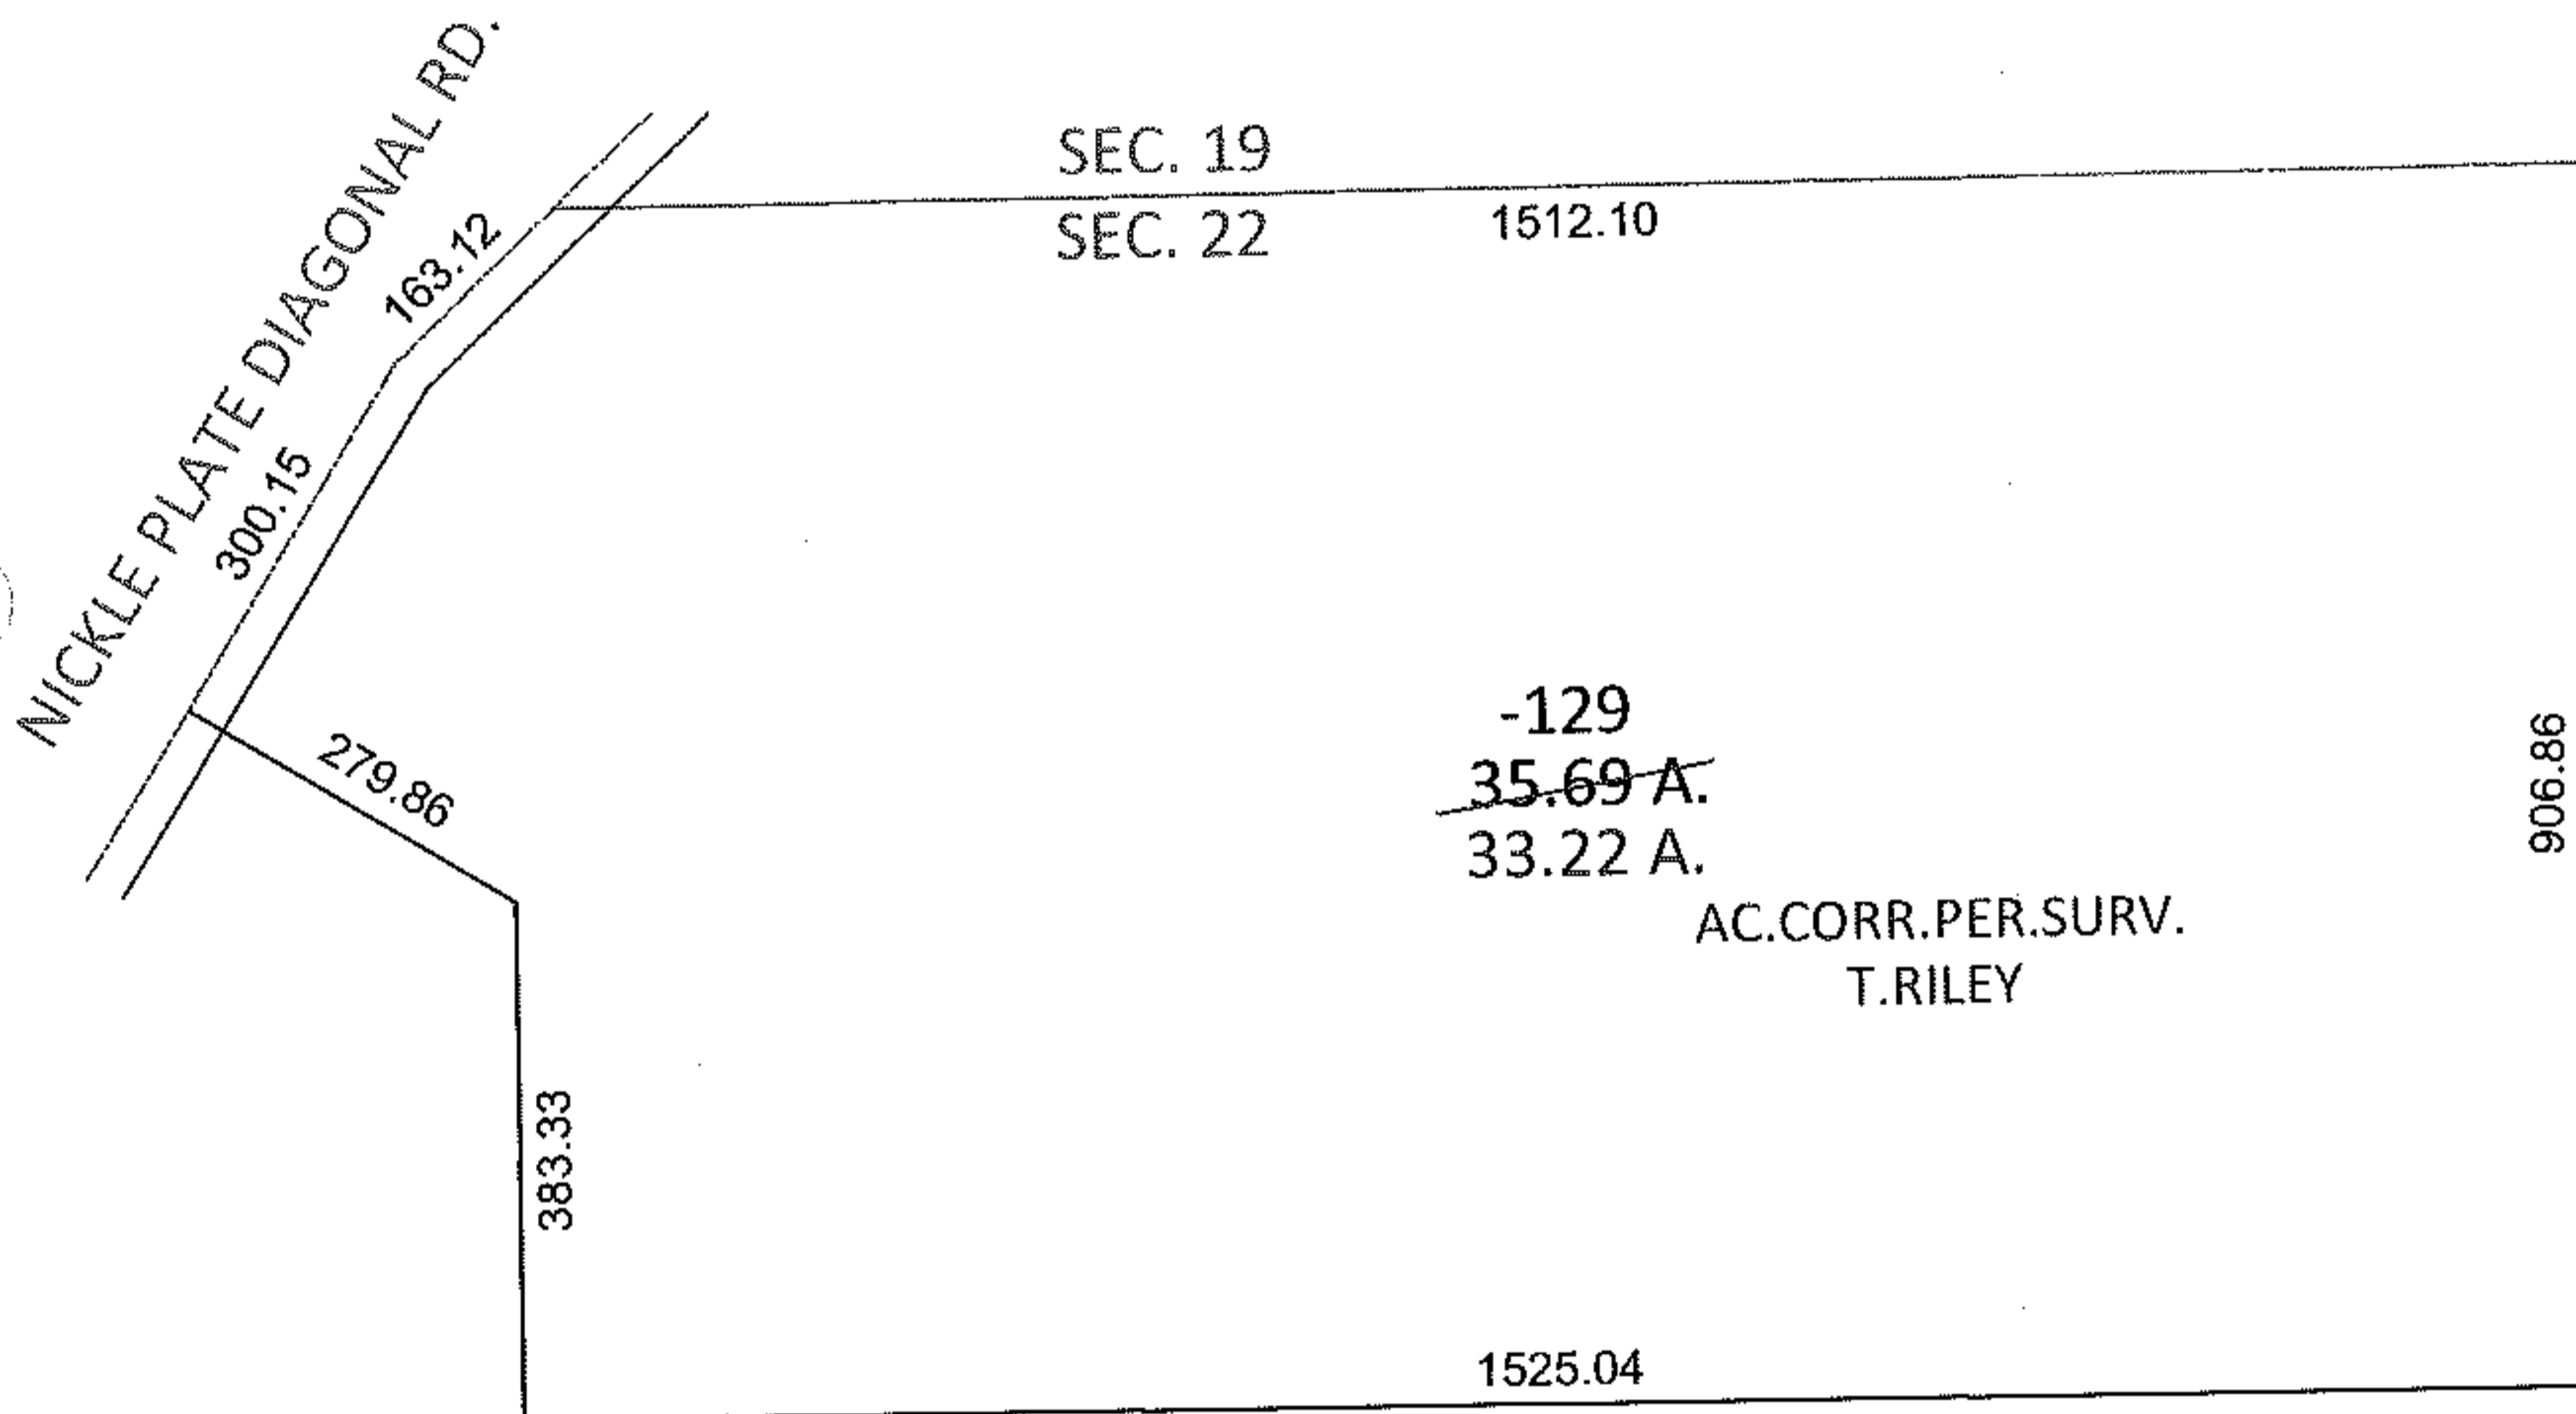 NICKLE PLATE DIAGONAL RD.
SEC. 19
163.12
SEC. 22
1512.10
300.15
-129
279.86
35.69 A.
906.86
33.22 A.
AC.CORR.PER.SURV.
T.RILEY
383.33
1525.04